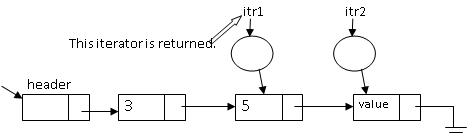 itr1
itr2
This iterator is returned.
header
3
5
value